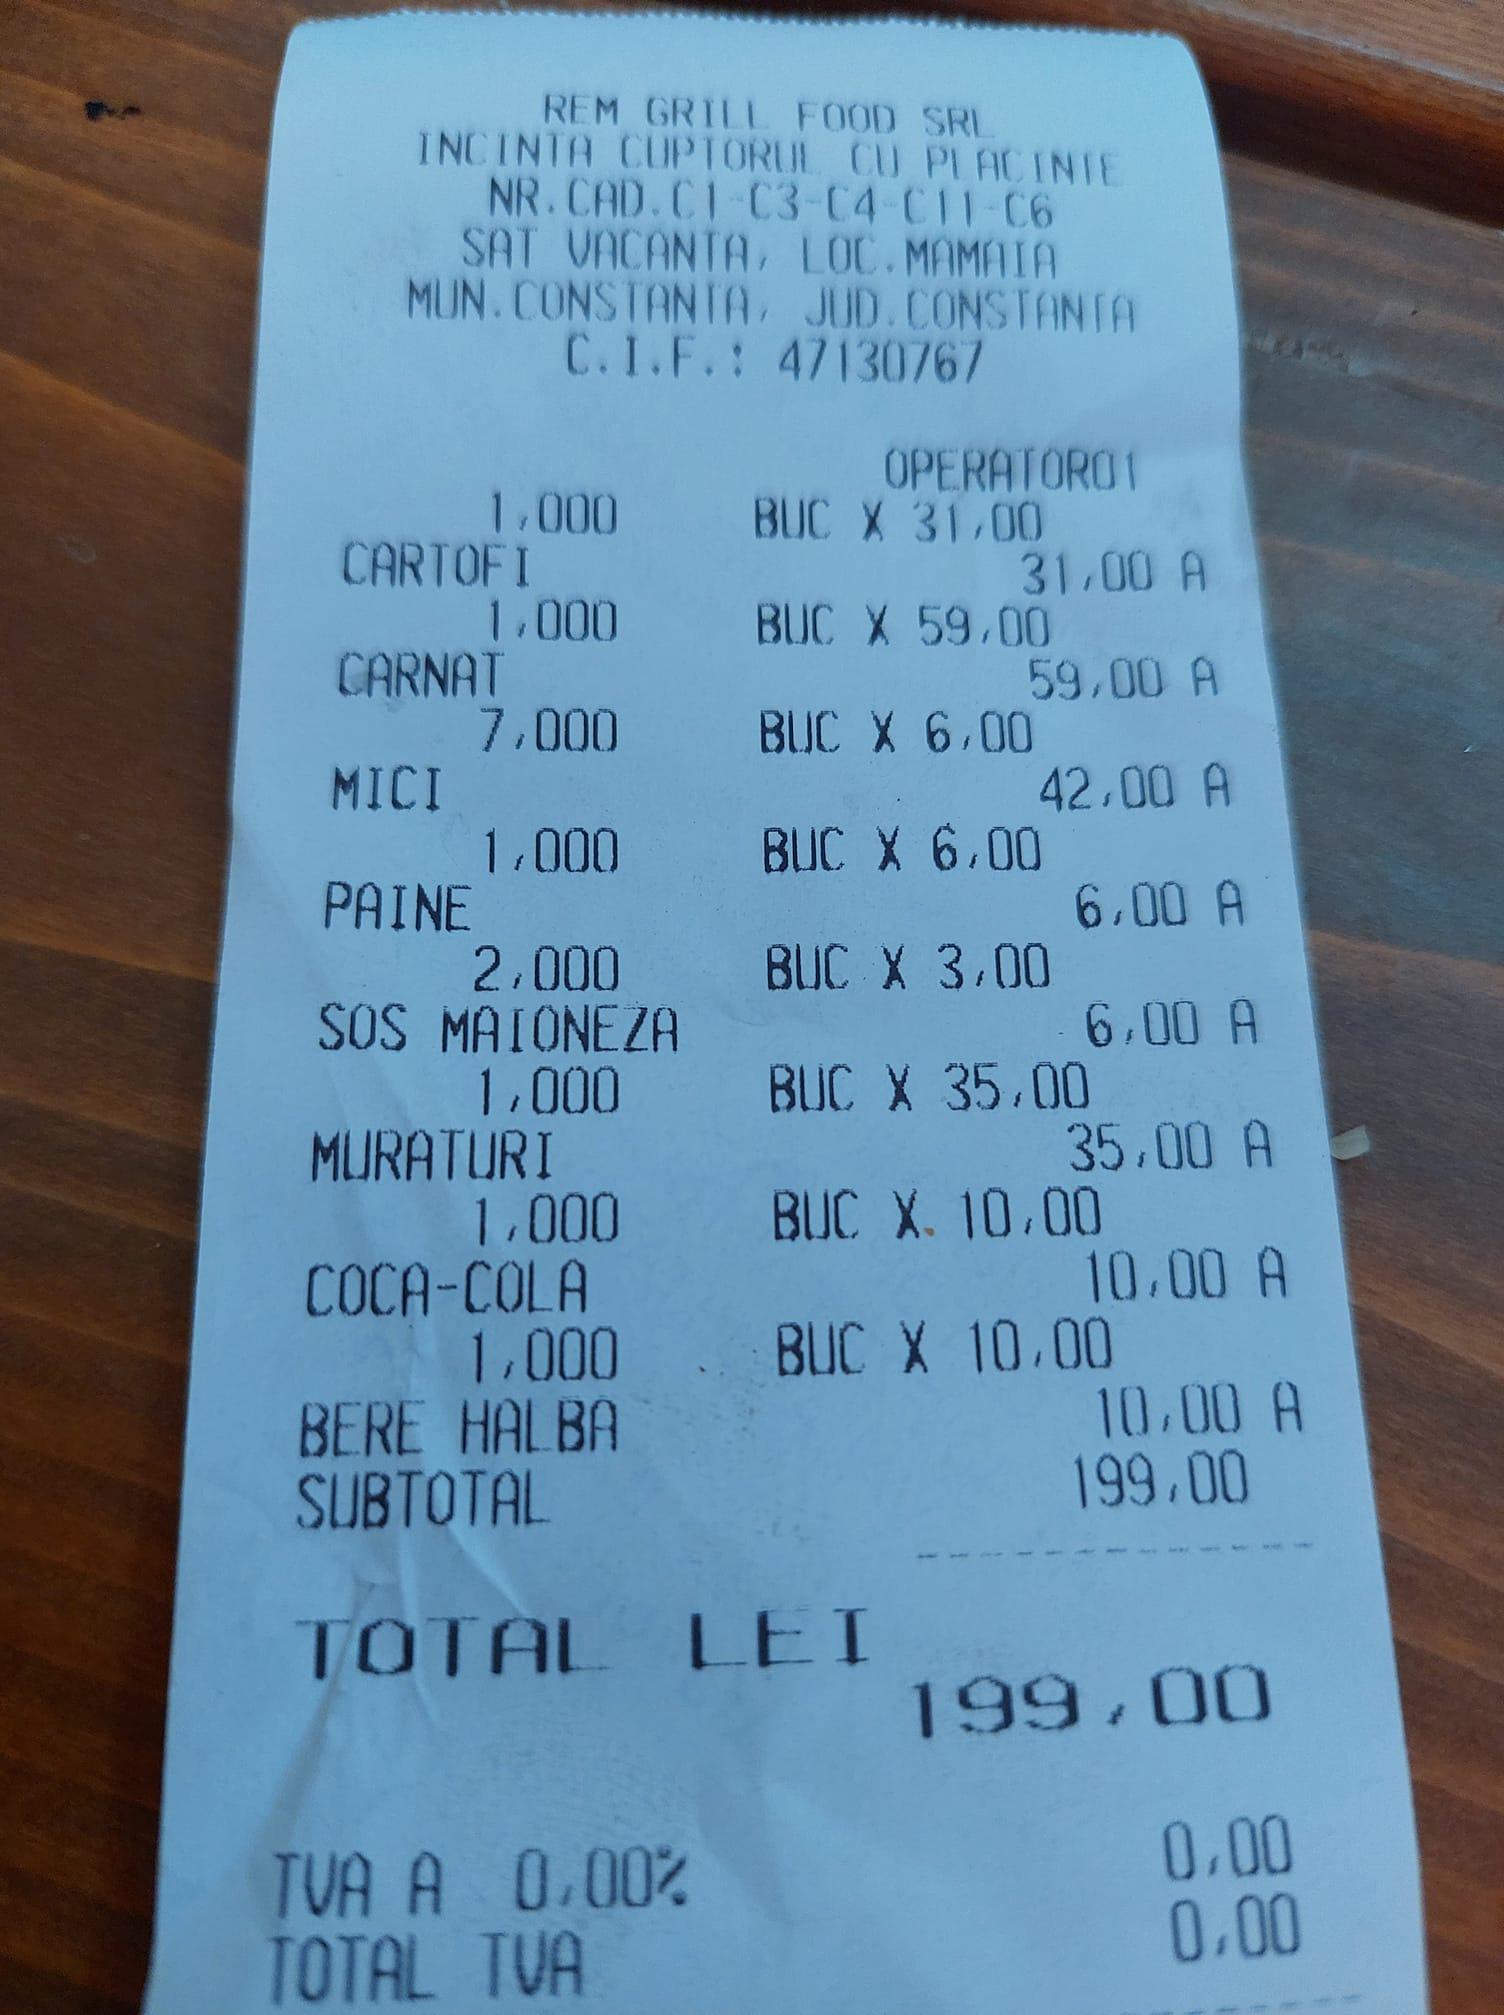 REM GRILL FOOD SRL
INCINTA CUPTORUL CU PLACINTE
NR.CAD.C1-C3-C4-C11-C6
SAT VACANTA, LOC.MAMAIA
MUN.CONSTANTA, JUD.CONSTANTA
C.I.F.: 47130767
OPERATOR01
1,000 BUC X 31,00
CARTOFI 31,00 A
1,000 BUC X 59,00
CARNAT 59,00 A
7,000 BUC X 6,00
MICI 42,00 A
1,000 BUC X 6,00
PAINE 6,00 A
2,000 BUC X 3,00
SOS MAIONEZA 6,00 A
1,000 BUC X 35,00
MURATURI 35,00 A
1,000 BUC X 10,00
COCA-COLA 10,00 A
1,000 BUC X 10,00
BERE HALBA 10,00 A
SUBTOTAL 199,00
TOTAL LEI
199,00
TVA A 0,00% 0,00
TOTAL TVA 0,00